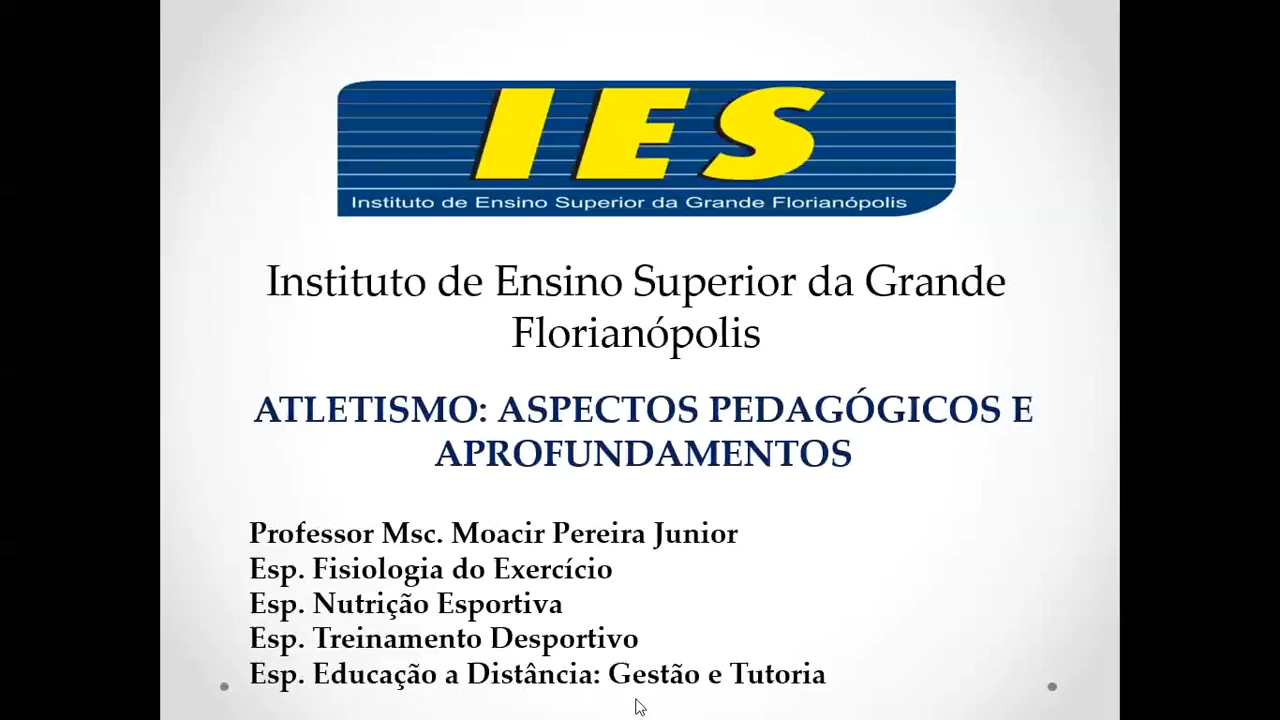 IES
Instituto de Ensino Superior da Grande Florianópolis
Instituto de Ensino Superior da Grande
Florianópolis
ATLETISMO: ASPECTOS PEDAGÓGICOS E
APROFUNDAMENTOS
Professor Msc. Moacir Pereira Junior
Esp. Fisiologia do Exercício
Esp. Nutrição Esportiva
Esp. Treinamento Desportivo
Esp. Educação a Distância: Gestão e Tutoria